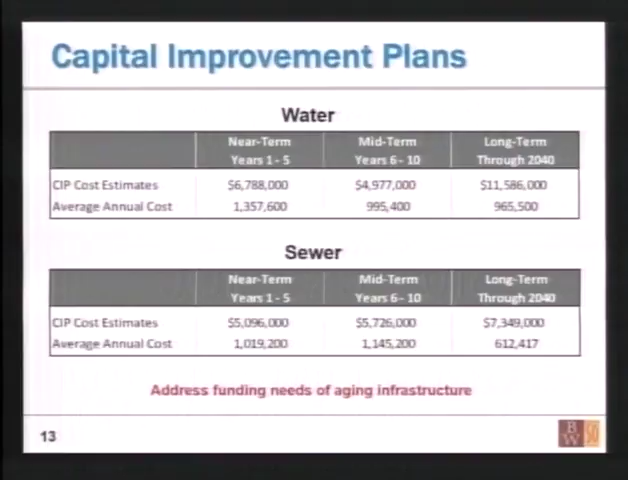 Capital Improvement Plans
Water
Near-Term Mid-Term Long-Term
Years 1 - 5 Years 6 - 10 Through 2040
CIP Cost Estimates $6,788,000 $4,977,000 $11,586,000
Average Annual Cost 1,357,600 995,400 965,500
Sewer
Near-Term Mid-Term Long-Term
Years 1 - 5 Years 6 - 10 Through 2040
CIP Cost Estimates $5,096,000 $5,726,000 $7,349,000
Average Annual Cost 1,019,200 1,145,200 612,417
Address funding needs of aging infrastructure
13
B
W 50